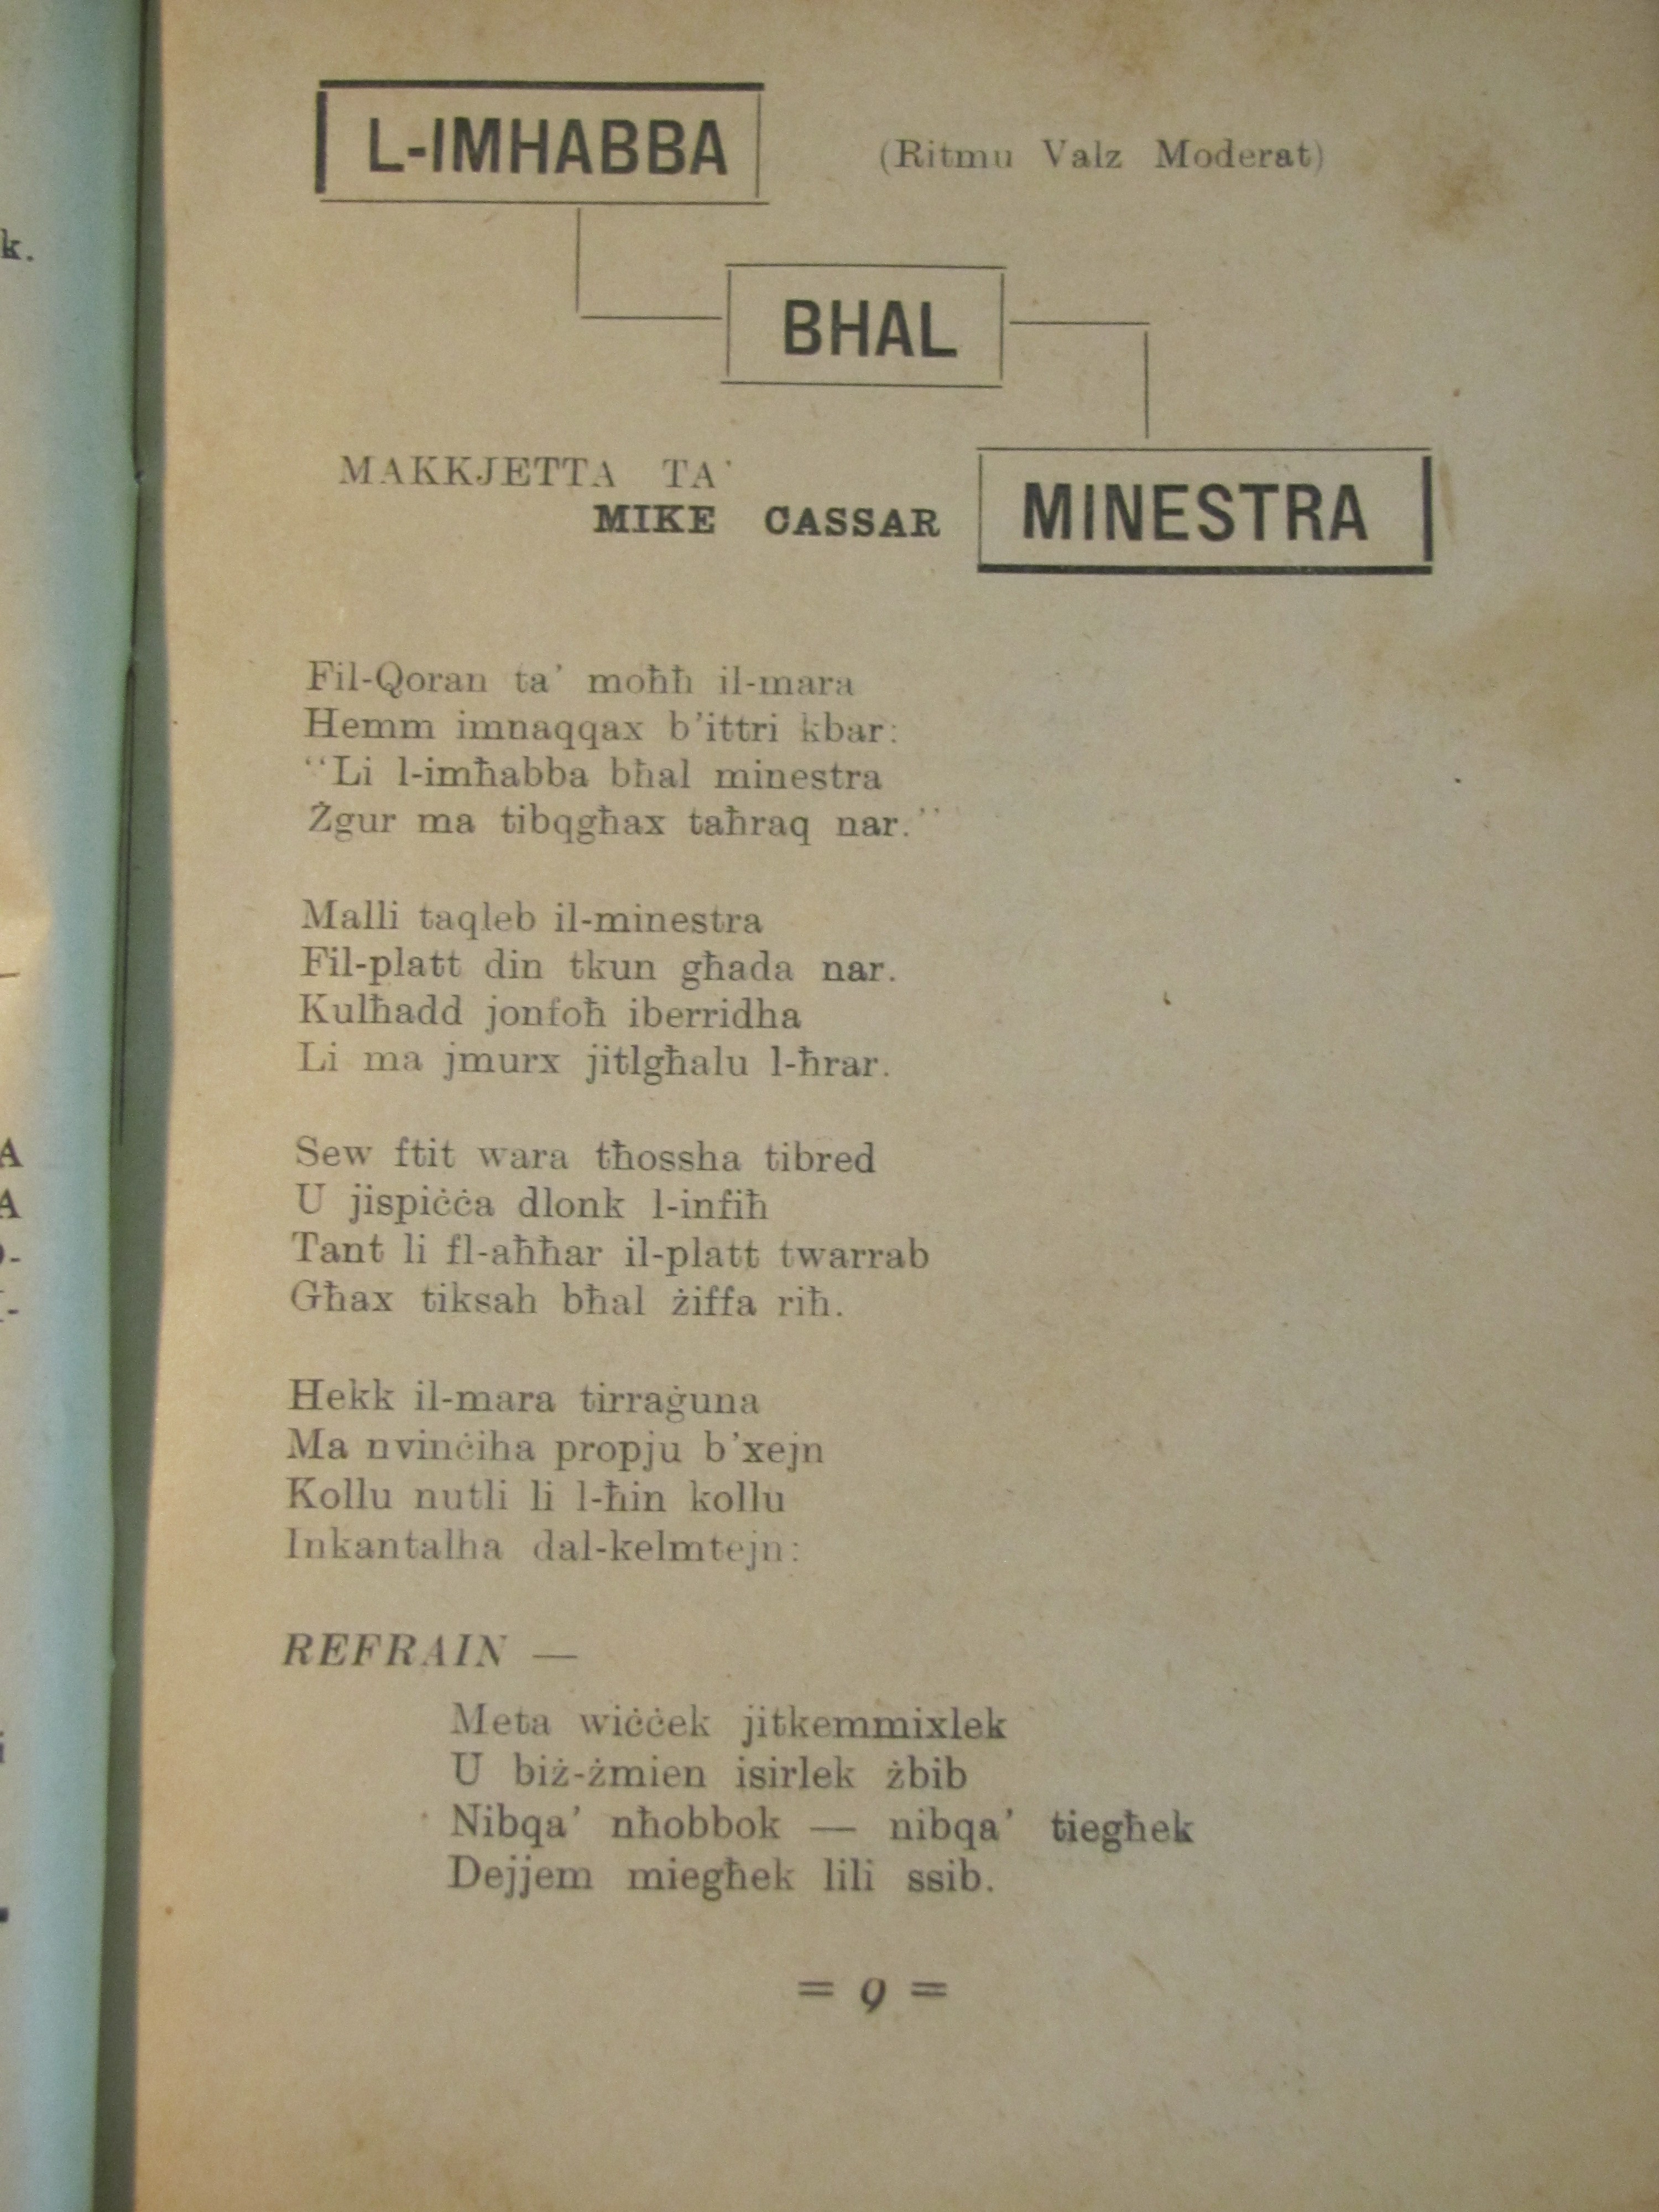 L-IMHABBA
(Ritmu Valz Moderat)
BHAL
MINESTRA
MAKKJETTA TA'
MIKE CASSAR
Fil-Qoran ta' moħħ il-mara
Hemm imnaqqax b'ittri kbar:
"Li l-imħabba bħal minestra
Żgur ma tibqgħax taħraq nar."
Malli taqleb il-minestra
Fil-platt din tkun għada nar.
Kulħadd jonfoħ iberridha
Li ma jmurx jitlgħalu l-ħrar.
Sew ftit wara tħossha tibred
U jispiċċa dlonk l-infiħ
Tant li fl-aħħar il-platt twarrab
Għax tiksah bħal żiffa riħ.
Hekk il-mara tirraġuna
Ma nvinċiha propju b'xejn
Kollu nutli li l-ħin kollu
Inkantalha dal-kelmtejn:
REFRAIN —
Meta wiċċek jitkemmixlek
U biż-żmien isirlek żbib
Nibqa' nħobbok — nibqa' tiegħek
Dejjem miegħek lili ssib.
= 9 =